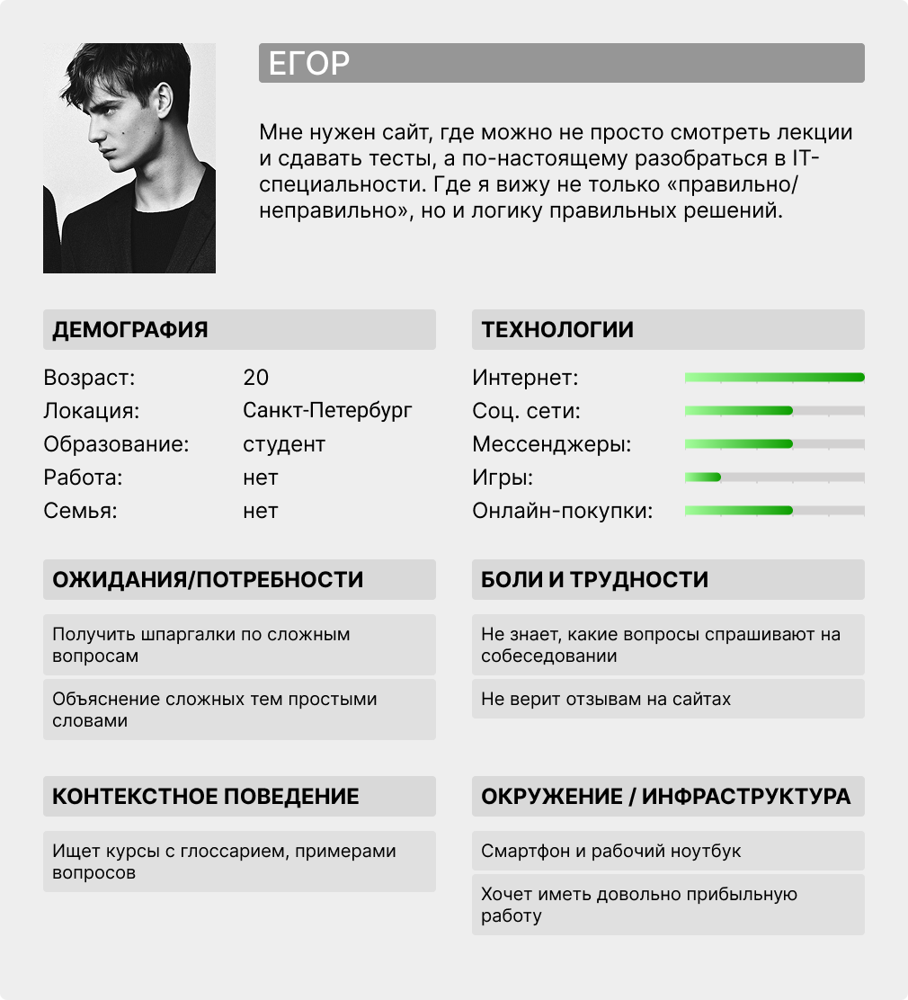 ЕГОР
Мне нужен сайт, где можно не просто смотреть лекции
и сдавать тесты, а по-настоящему разобраться в IT-
специальности. Где я вижу не только «правильно/
неправильно», но и логику правильных решений.
ДЕМОГРАФИЯ
Возраст: 20
Локация: Санкт-Петербург
Образование: студент
Работа: нет
Семья: нет
ТЕХНОЛОГИИ
Интернет:
Соц. сети:
Мессенджеры:
Игры:
Онлайн-покупки:
ОЖИДАНИЯ/ПОТРЕБНОСТИ
Получить шпаргалки по сложным
вопросам
Объяснение сложных тем простыми
словами
БОЛИ И ТРУДНОСТИ
Не знает, какие вопросы спрашивают на
собеседовании
Не верит отзывам на сайтах
КОНТЕКСТНОЕ ПОВЕДЕНИЕ
Ищет курсы с глоссарием, примерами
вопросов
ОКРУЖЕНИЕ / ИНФРАСТРУКТУРА
Смартфон и рабочий ноутбук
Хочет иметь довольно прибыльную
работу